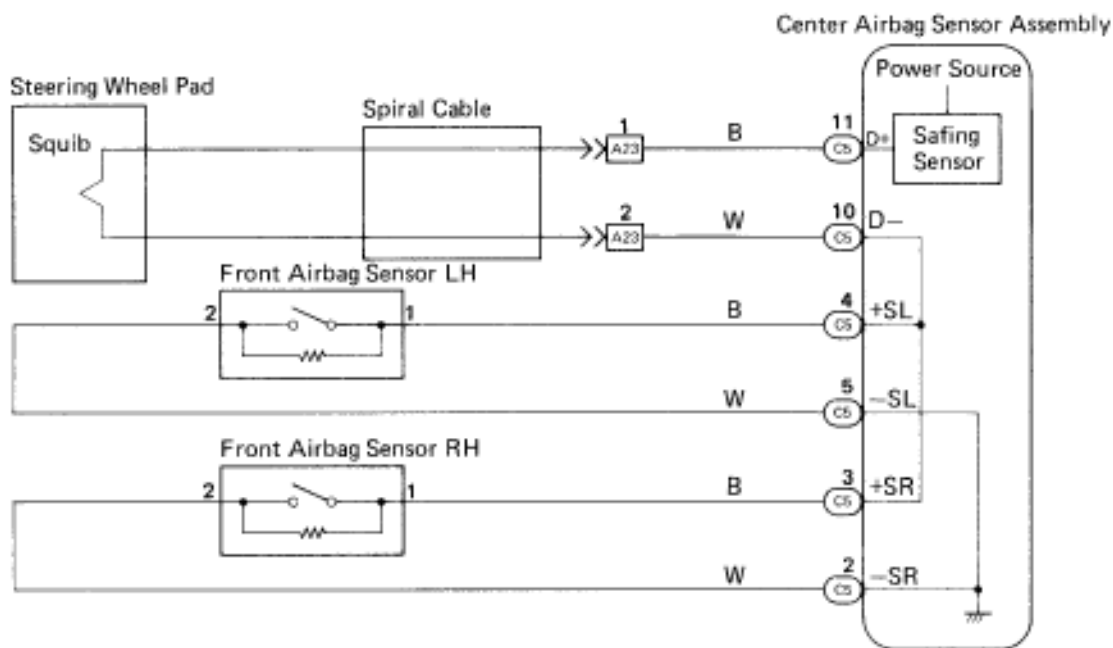 Center Airbag Sensor Assembly
Power Source
Steering Wheel Pad
Spiral Cable
Squib
1
A23
B
11
C5
D+
Safing
Sensor
2
A23
W
10
C5
D−
Front Airbag Sensor LH
2
1
B
4
C5
+SL
W
5
C5
−SL
Front Airbag Sensor RH
2
1
B
3
C5
+SR
W
2
C5
−SR